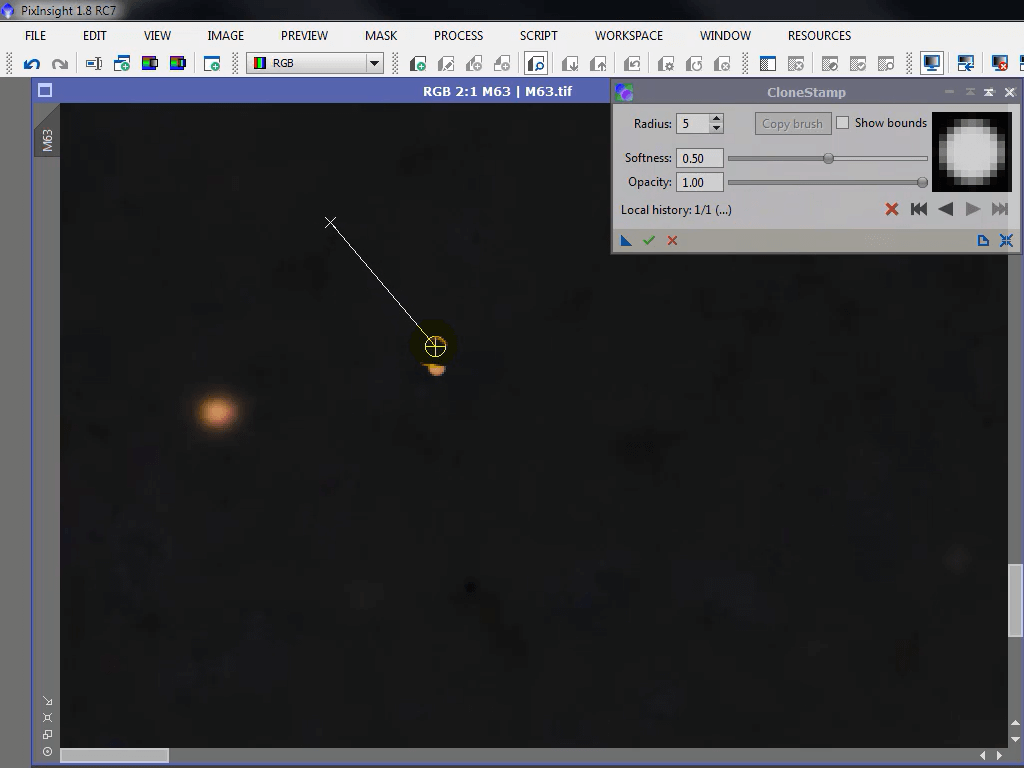 PixInsight 1.8 RC7
FILE EDIT VIEW IMAGE PREVIEW MASK PROCESS SCRIPT WORKSPACE WINDOW RESOURCES
RGB
RGB 2:1 M63 | M63.tif
M63
CloneStamp
Radius: 5 Copy brush Show bounds
Softness: 0.50
Opacity: 1.00
Local history: 1/1 (...)